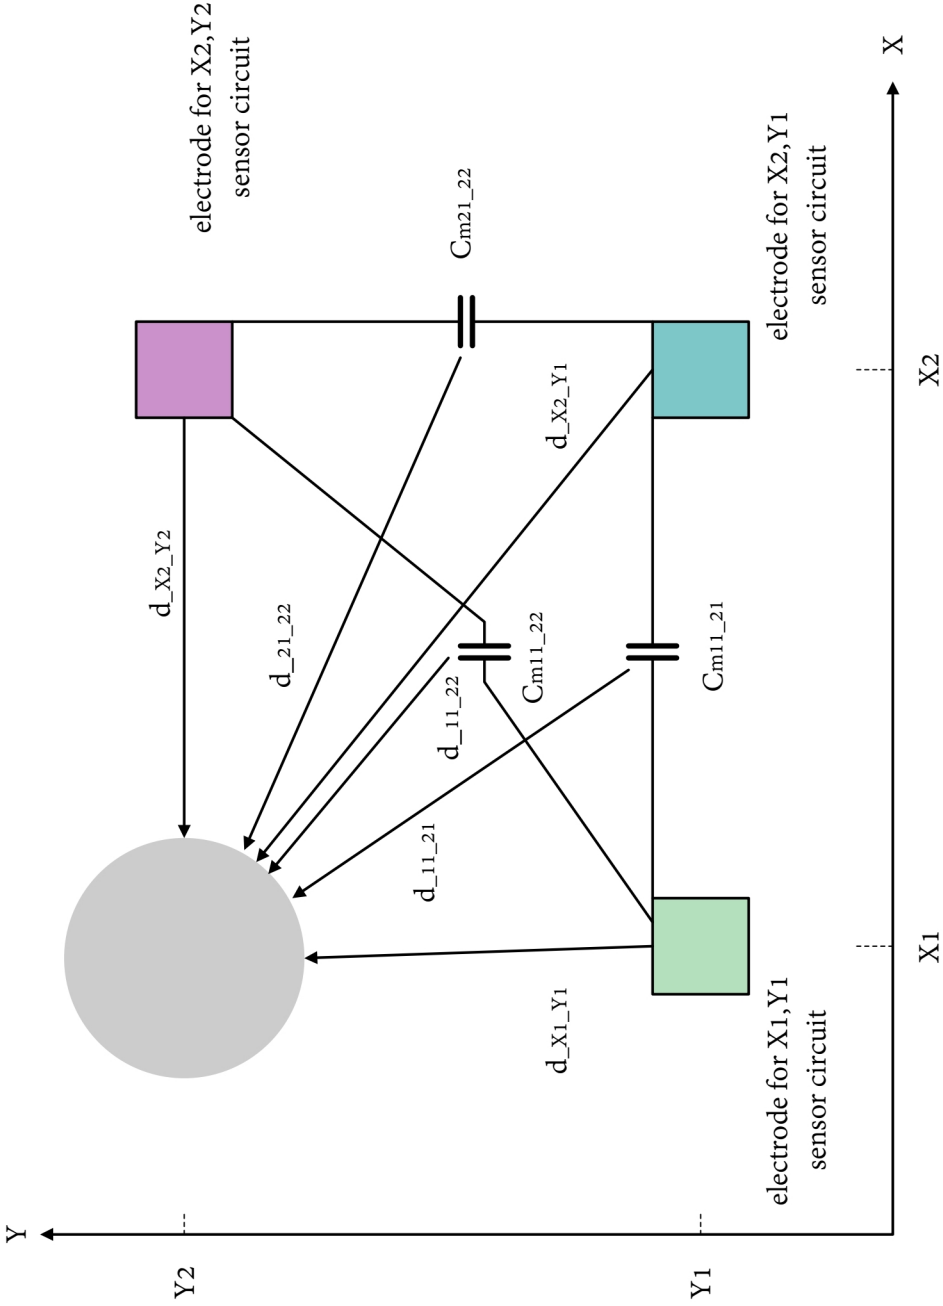 Y
electrode for X2,Y2
sensor circuit
Y2
d_X2_Y2
d_21_22
Cm21_22
d_11_22
d_X2_Y1
Cm11_22
d_11_21
Cm11_21
d_X1_Y1
Y1
electrode for X1,Y1
sensor circuit
electrode for X2,Y1
sensor circuit
X1
X2
X